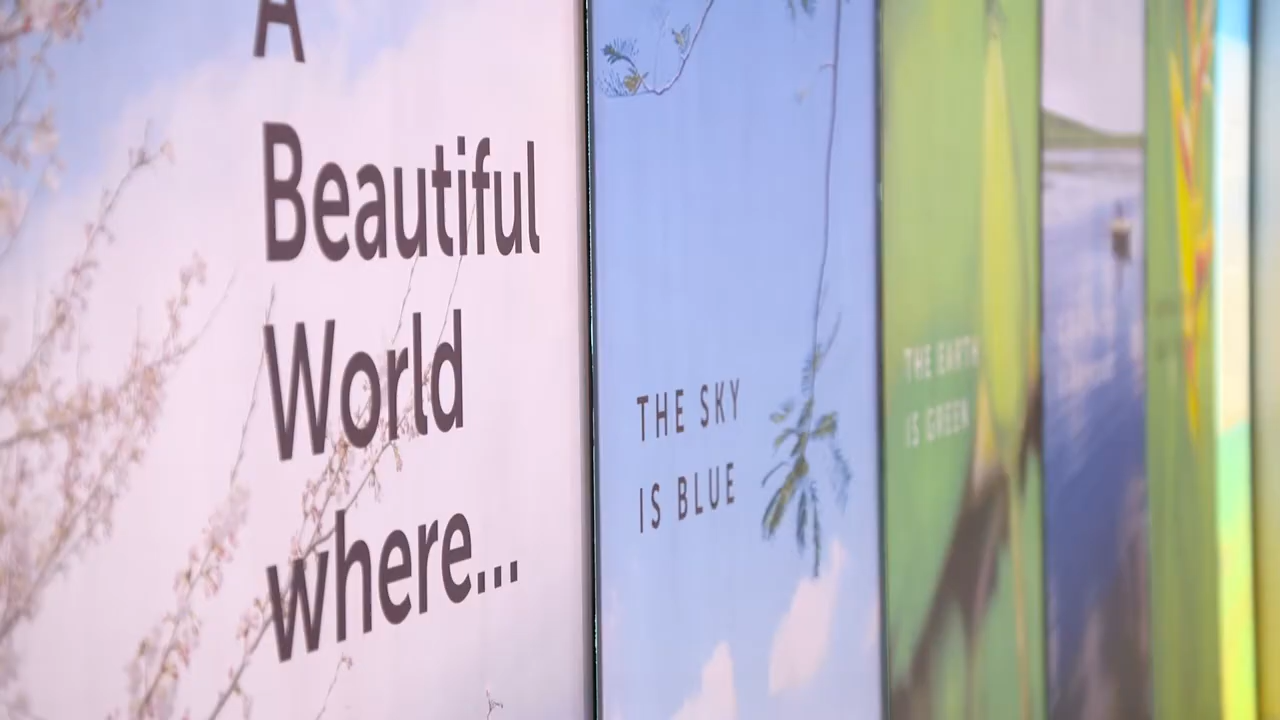 A
Beautiful
World
where...
THE SKY
IS BLUE
THE EARTH
IS GREEN